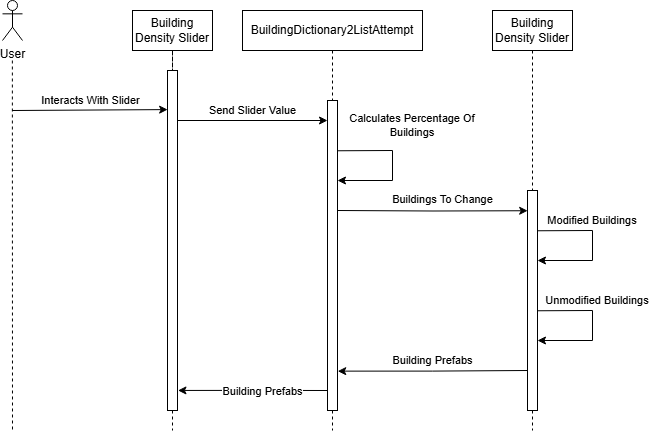 User
Building
Density Slider
BuildingDictionary2ListAttempt
Building
Density Slider
Interacts With Slider
Send Slider Value
Calculates Percentage Of
Buildings
Buildings To Change
Modified Buildings
Unmodified Buildings
Building Prefabs
Building Prefabs